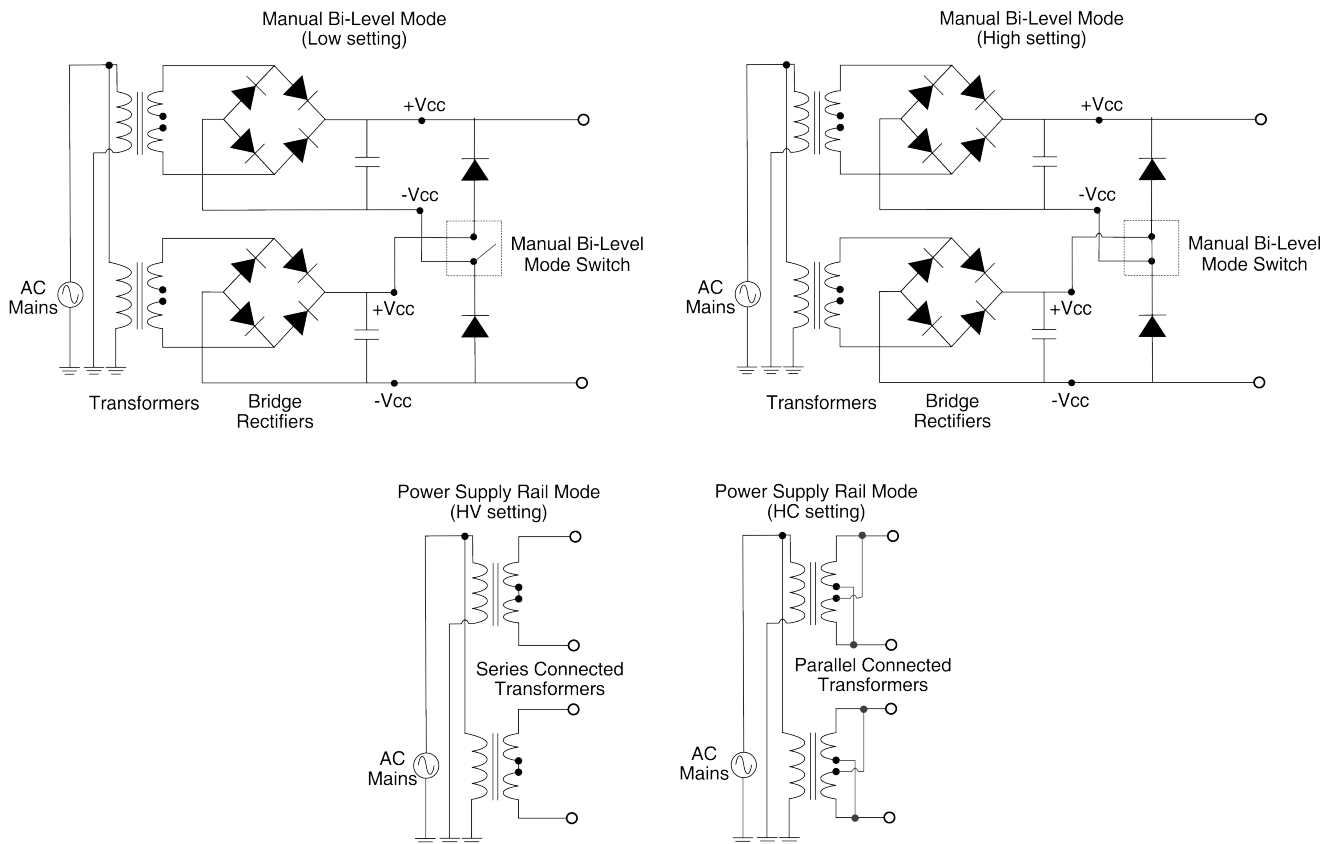 Manual Bi-Level Mode
(Low setting)
+Vcc
-Vcc
Manual Bi-Level
Mode Switch
AC
Mains
+Vcc
-Vcc
Transformers
Bridge
Rectifiers
Manual Bi-Level Mode
(High setting)
+Vcc
-Vcc
Manual Bi-Level
Mode Switch
AC
Mains
+Vcc
-Vcc
Transformers
Bridge
Rectifiers
Power Supply Rail Mode
(HV setting)
Series Connected
Transformers
AC
Mains
Power Supply Rail Mode
(HC setting)
Parallel Connected
Transformers
AC
Mains